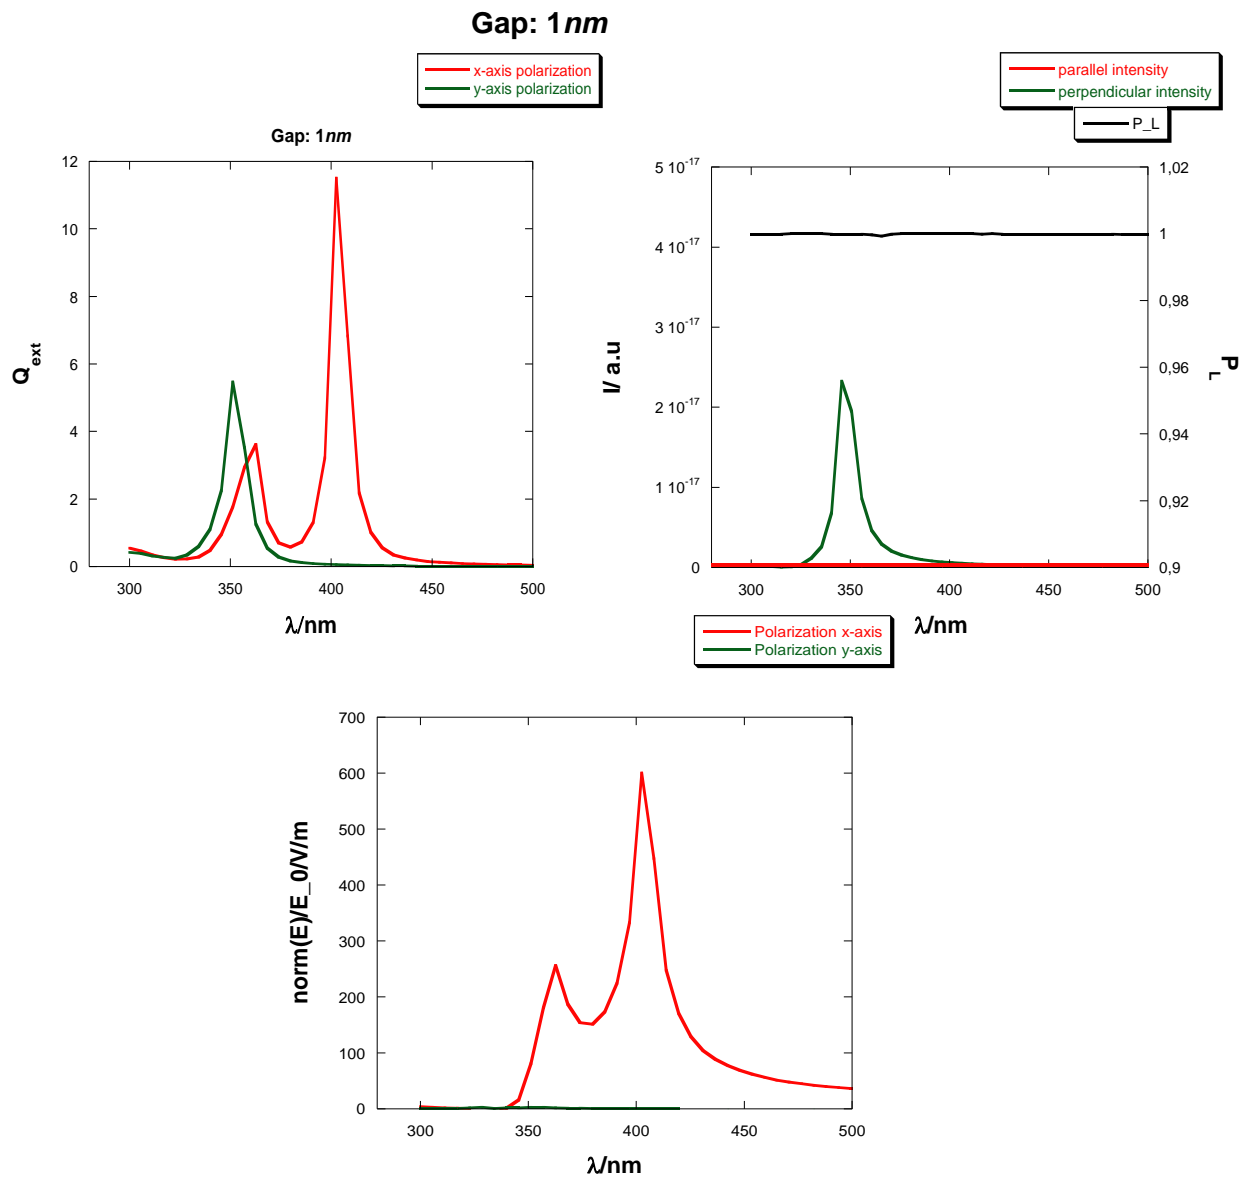 Gap: 1nm
x-axis polarization
y-axis polarization
Gap: 1nm
12
10
8
6
4
2
0
Q_ext
300
350
400
450
500
λ/nm
parallel intensity
perpendicular intensity
P_L
5 10^-17
4 10^-17
3 10^-17
2 10^-17
1 10^-17
0
I/ a.u
1,02
1
0,98
0,96
0,94
0,92
0,9
P_L
300
350
400
450
500
λ/nm
Polarization x-axis
Polarization y-axis
700
600
500
400
300
200
100
0
norm(E)/E_0/V/m
300
350
400
450
500
λ/nm